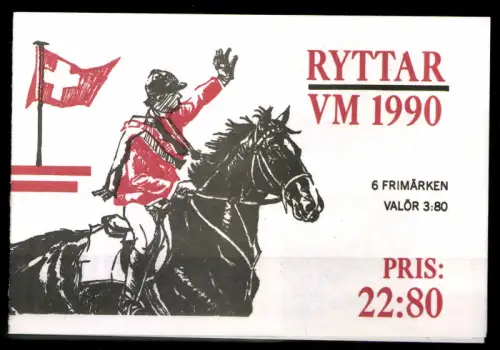 RYTTAR
VM 1990
6 FRIMÄRKEN
VALÖR 3:80
PRIS:
22:80